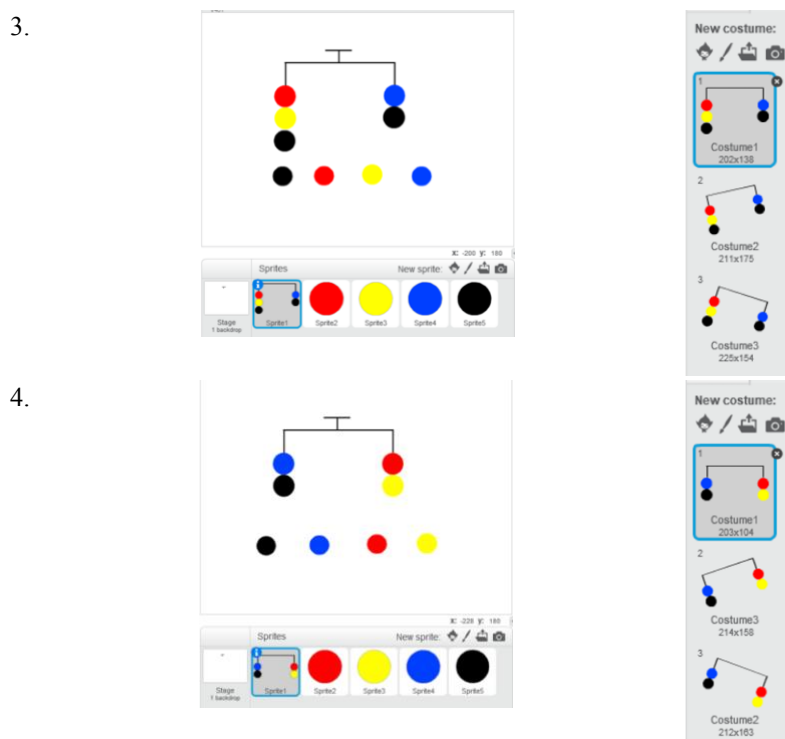 3.
New costume:
1
Costume1
202x138
2
Costume2
211x175
3
Costume3
225x154
X: -200 y: 180
Sprites
New sprite:
Stage
1 backdrop
Sprite1
Sprite2
Sprite3
Sprite4
Sprite5
4.
New costume:
1
Costume1
203x104
2
Costume3
214x158
3
Costume2
212x163
X: -228 y: 180
Sprites
New sprite:
Stage
1 backdrop
Sprite1
Sprite2
Sprite3
Sprite4
Sprite5